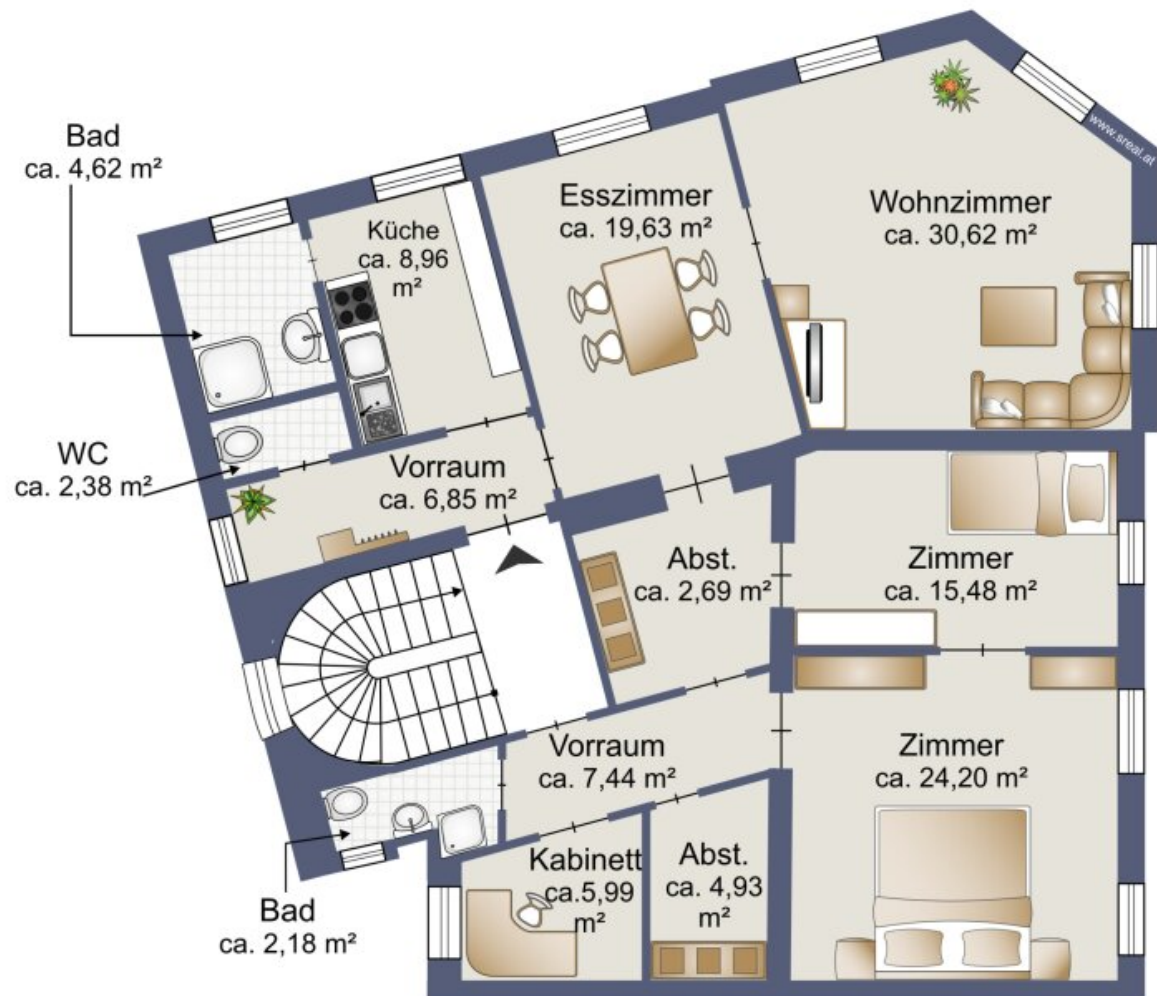 www.sreal.at
Bad
ca. 4,62 m²
Küche
ca. 8,96
m²
Esszimmer
ca. 19,63 m²
Wohnzimmer
ca. 30,62 m²
WC
ca. 2,38 m²
Vorraum
ca. 6,85 m²
Abst.
ca. 2,69 m²
Zimmer
ca. 15,48 m²
Vorraum
ca. 7,44 m²
Zimmer
ca. 24,20 m²
Bad
ca. 2,18 m²
Kabinett
ca.5,99
m²
Abst.
ca. 4,93
m²